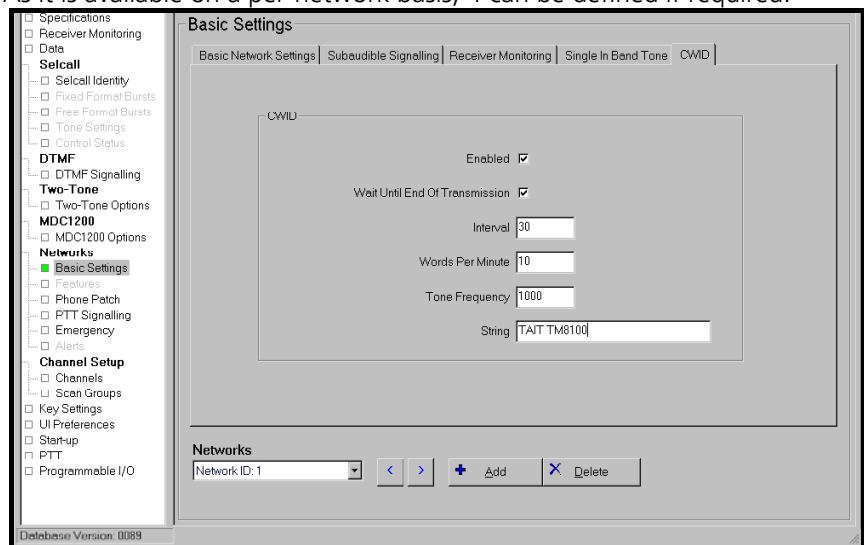 As it is available on a per-network basis, 4 can be defined if required.
Specifications
Receiver Monitoring
Data
Selcall
Selcall Identity
Fixed Format Bursts
Free Format Bursts
Tone Settings
Control Status
DTMF
DTMF Signalling
Two-Tone
Two-Tone Options
MDC1200
MDC1200 Options
Networks
Basic Settings
Features
Phone Patch
PTT Signalling
Emergency
Alerts
Channel Setup
Channels
Scan Groups
Key Settings
UI Preferences
Start-up
PTT
Programmable I/O
Basic Settings
Basic Network Settings Subaudible Signalling Receiver Monitoring Single In Band Tone CWID
CWID
Enabled
Wait Until End Of Transmission
Interval 30
Words Per Minute 10
Tone Frequency 1000
String TAIT TM8100
Networks
Network ID: 1 < > Add Delete
Database Version: 0089